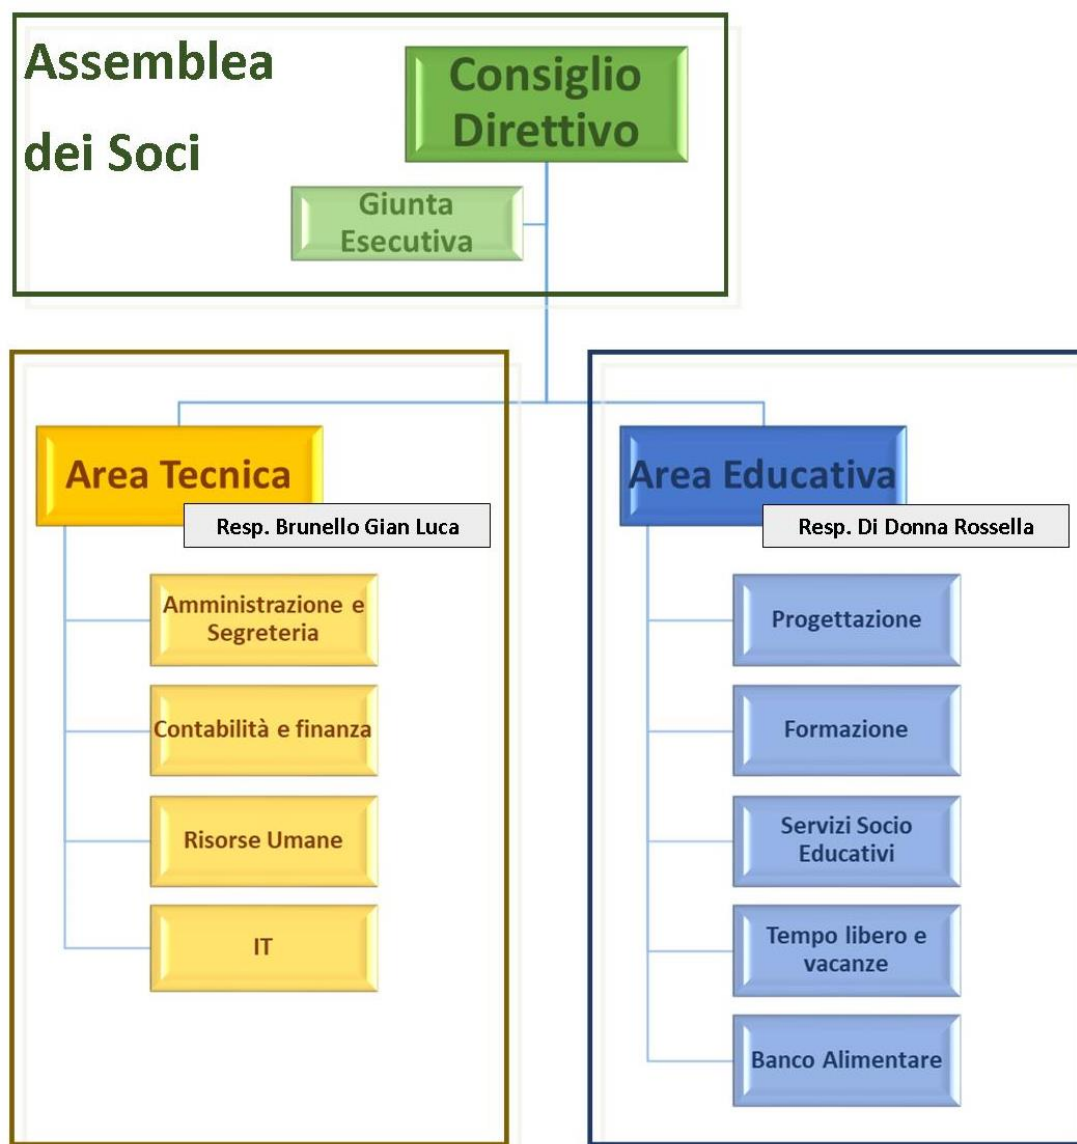 Assemblea
dei Soci
Consiglio
Direttivo
Giunta
Esecutiva
Area Tecnica
Resp. Brunello Gian Luca
Amministrazione e
Segreteria
Contabilità e finanza
Risorse Umane
IT
Area Educativa
Resp. Di Donna Rossella
Progettazione
Formazione
Servizi Socio
Educativi
Tempo libero e
vacanze
Banco Alimentare